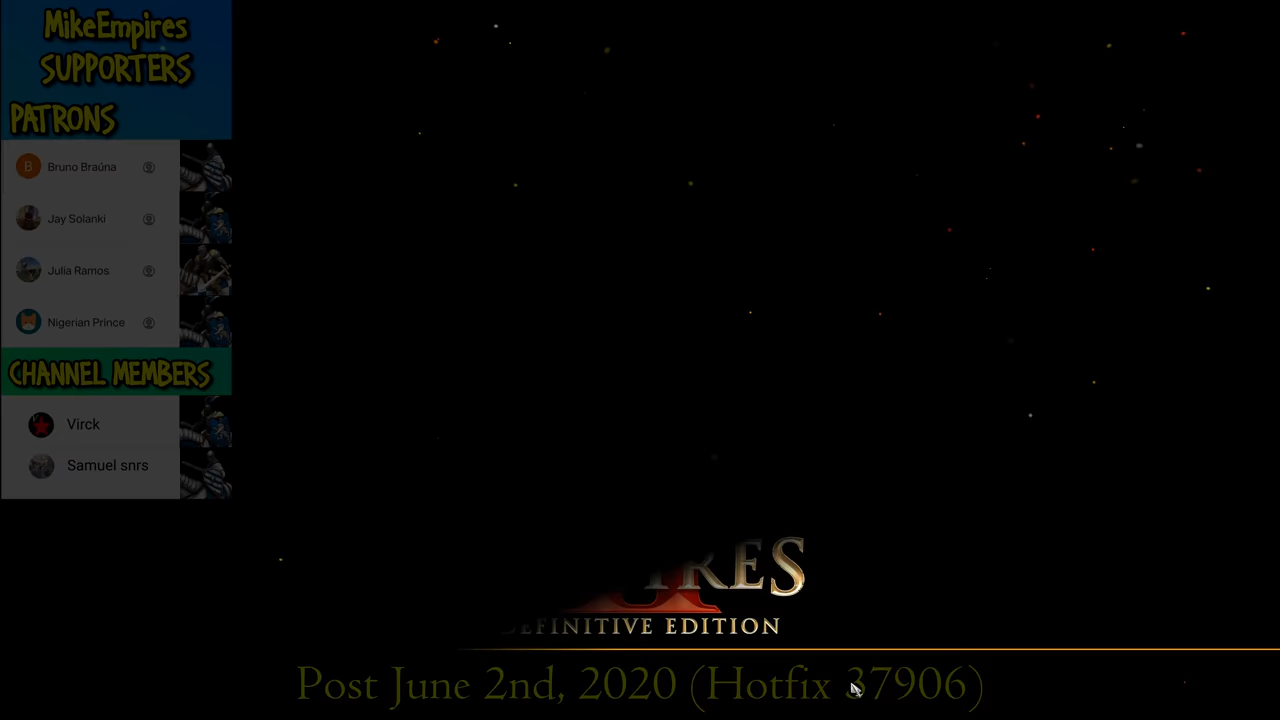 MikeEmpires
SUPPORTERS
PATRONS
B
Bruno Braúna
Jay Solanki
Julia Ramos
Nigerian Prince
CHANNEL MEMBERS
Virck
Samuel snrs
IRES
II
EFINITIVE EDITION
Post June 2nd, 2020 (Hotfix 37906)